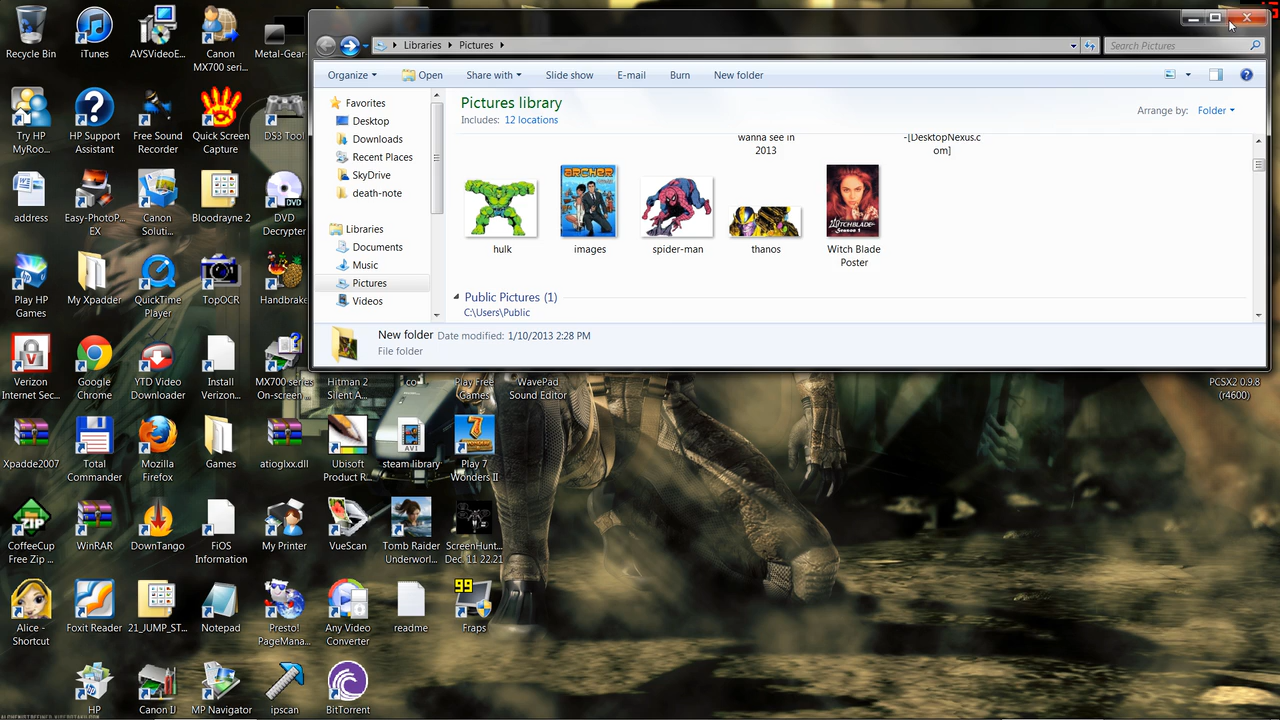 Recycle Bin
iTunes
AVSVideoE...
Canon
MX700 seri...
Metal-Gear-
Try HP
MyRoo...
HP Support
Assistant
Free Sound
Recorder
Quick Screen
Capture
DS3 Tool
address
Easy-PhotoP...
EX
Canon
Soluti...
Bloodrayne 2
DVD
DVD
Decrypter
Play HP
Games
My Xpadder
QuickTime
Player
TopOCR
Handbrake
Verizon
Internet Sec...
Google
Chrome
YTD Video
Downloader
Install
Verizon...
MX700 series
On-screen...
Hitman 2
Silent A...
co
Play Free
Games
WavePad
Sound Editor
PCSX2 0.9.8
(r4600)
Xpadde2007
Total
Commander
Mozilla
Firefox
Games
atioglxx.dll
Ubisoft
Product R...
AVI
steam library
7
Play 7
Wonders II
ZIP
CoffeeCup
Free Zip ...
WinRAR
DownTango
FiOS
Information
My Printer
VueScan
Tomb Raider
Underworl...
ScreenHunt...
Dec. 11 22.21
Alice -
Shortcut
Foxit Reader
21_JUMP_ST...
Notepad
Presto!
PageMana...
Any Video
Converter
readme
99
Fraps
HP
Canon IJ
MP Navigator
ipscan
BitTorrent
Libraries
Pictures
Search Pictures
Organize
Open
Share with
Slide show
E-mail
Burn
New folder
Favorites
Desktop
Downloads
Recent Places
SkyDrive
death-note
Libraries
Documents
Music
Pictures
Videos
Pictures library
Includes: 12 locations
Arrange by: Folder
wanna see in
2013
-[DesktopNexus.c
om]
ARCHER
WITCHBLADE
Season 1
hulk
images
spider-man
thanos
Witch Blade
Poster
Public Pictures (1)
C:\Users\Public
New folder
Date modified: 1/10/2013 2:28 PM
File folder